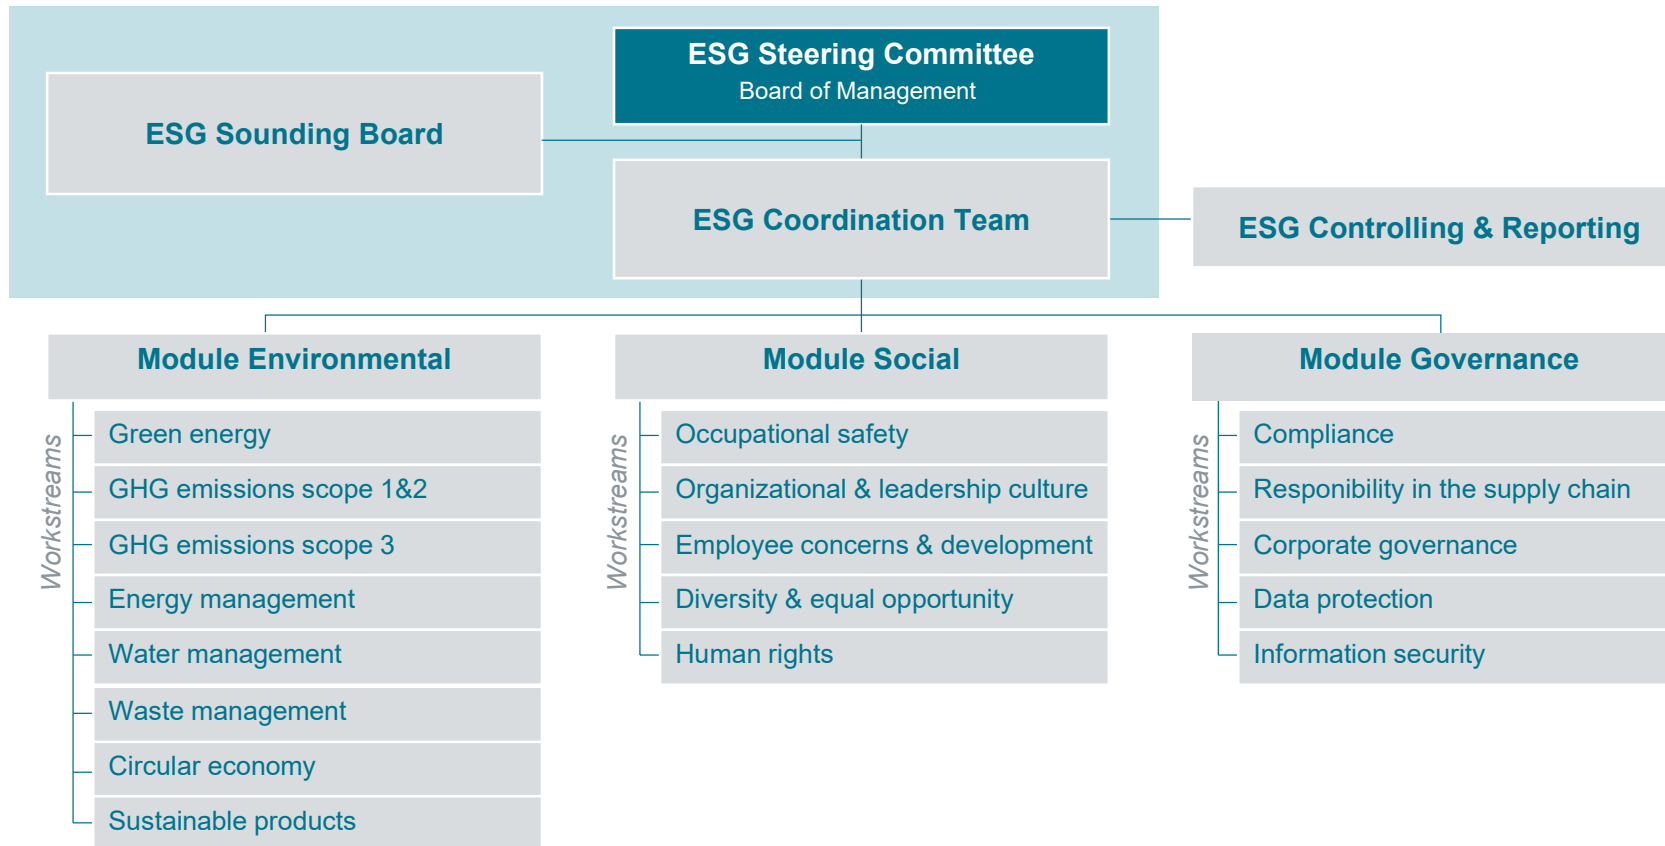 ESG Steering Committee
Board of Management
ESG Sounding Board
ESG Coordination Team
ESG Controlling & Reporting
Module Environmental
Workstreams
Green energy
GHG emissions scope 1&2
GHG emissions scope 3
Energy management
Water management
Waste management
Circular economy
Sustainable products
Module Social
Workstreams
Occupational safety
Organizational & leadership culture
Employee concerns & development
Diversity & equal opportunity
Human rights
Module Governance
Workstreams
Compliance
Responibility in the supply chain
Corporate governance
Data protection
Information security